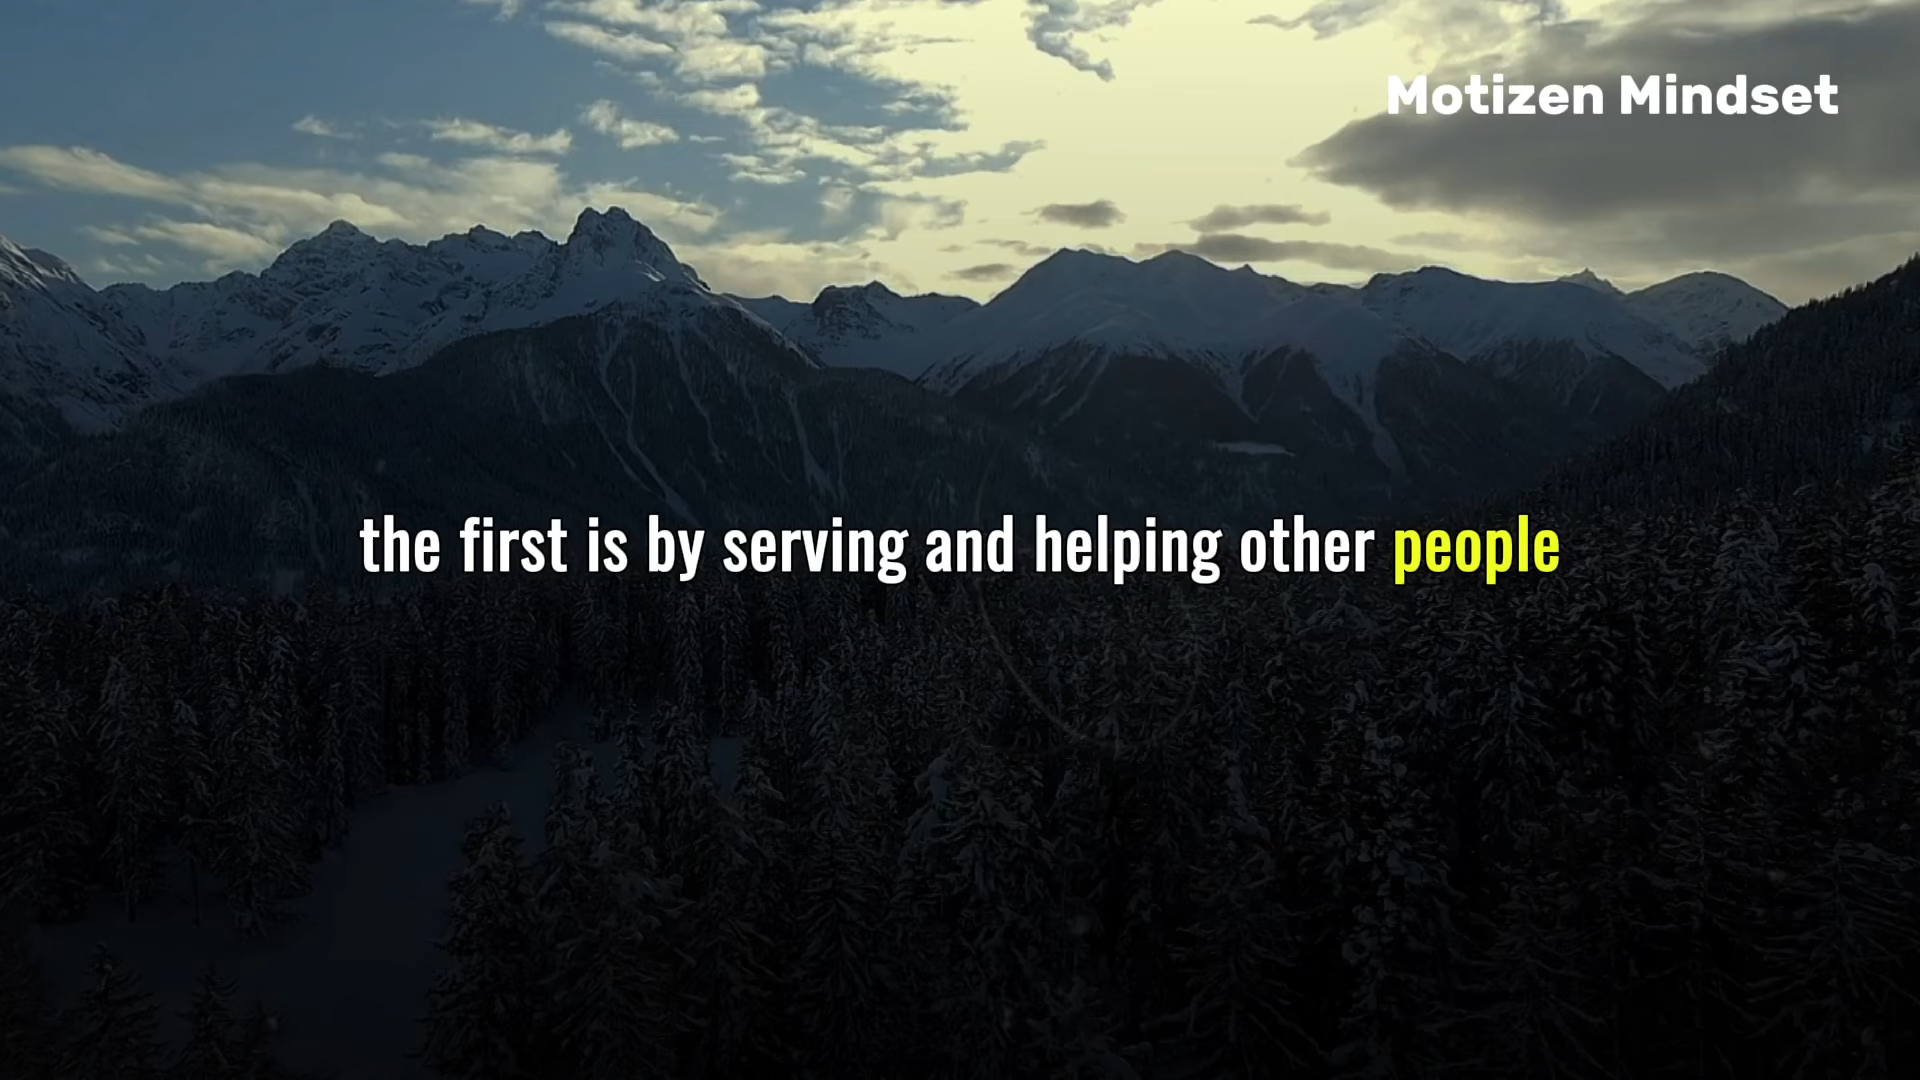 Motizen Mindset
the first is by serving and helping other people